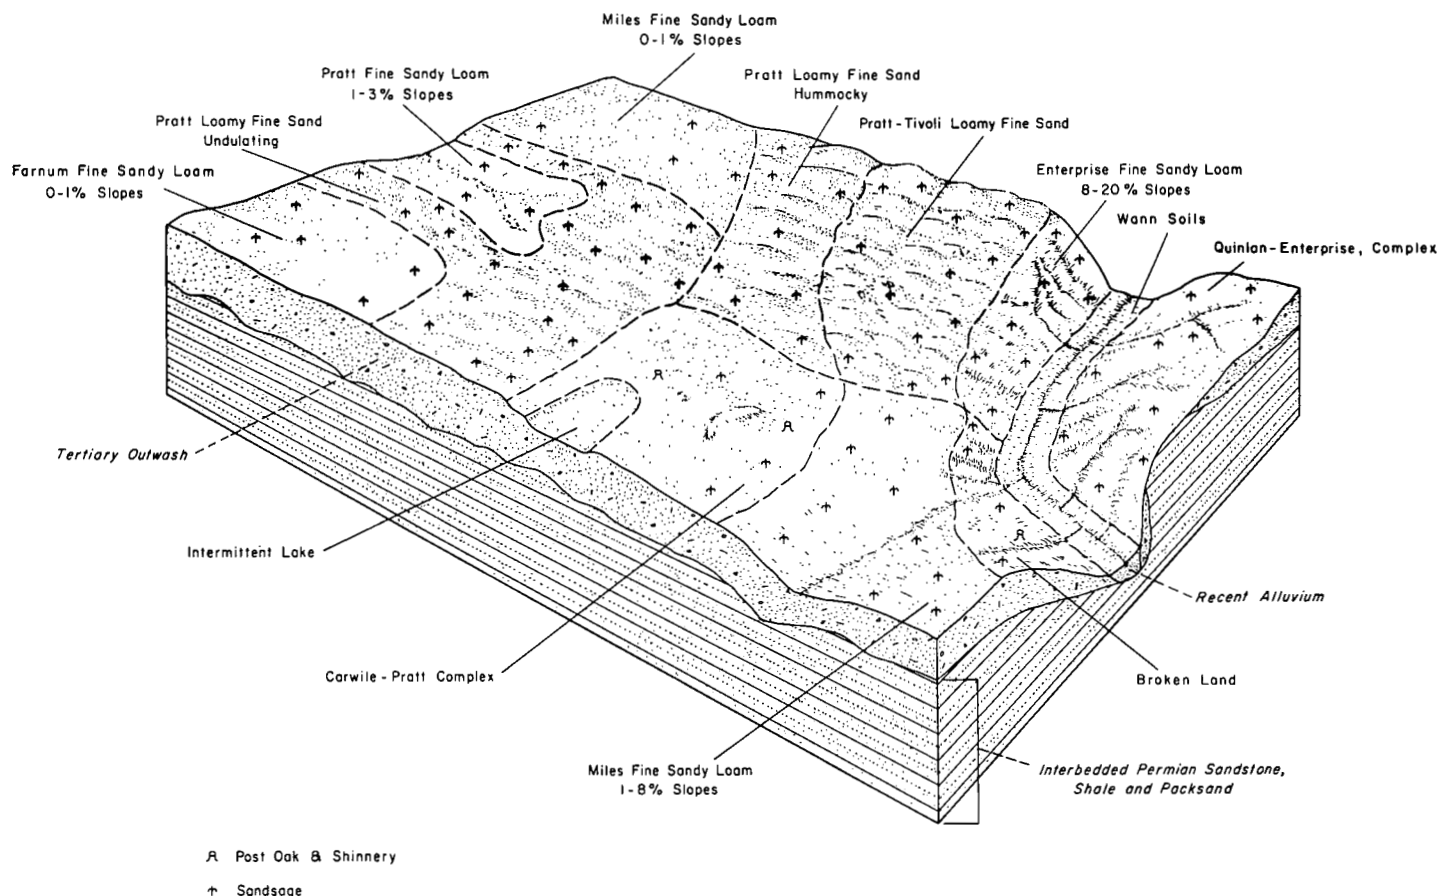 Miles Fine Sandy Loam
0-1% Slopes
Pratt Fine Sandy Loam
1-3% Slopes
Pratt Loamy Fine Sand
Hummocky
Pratt Loamy Fine Sand
Undulating
Pratt-Tivoli Loamy Fine Sand
Farnum Fine Sandy Loam
0-1% Slopes
Enterprise Fine Sandy Loam
8-20% Slopes
Wann Soils
Quinlan-Enterprise, Complex
Tertiary Outwash
Intermittent Lake
Recent Alluvium
Carwile-Pratt Complex
Broken Land
Miles Fine Sandy Loam
1-8% Slopes
Interbedded Permian Sandstone,
Shale and Packsand
Post Oak & Shinnery
Sandsage